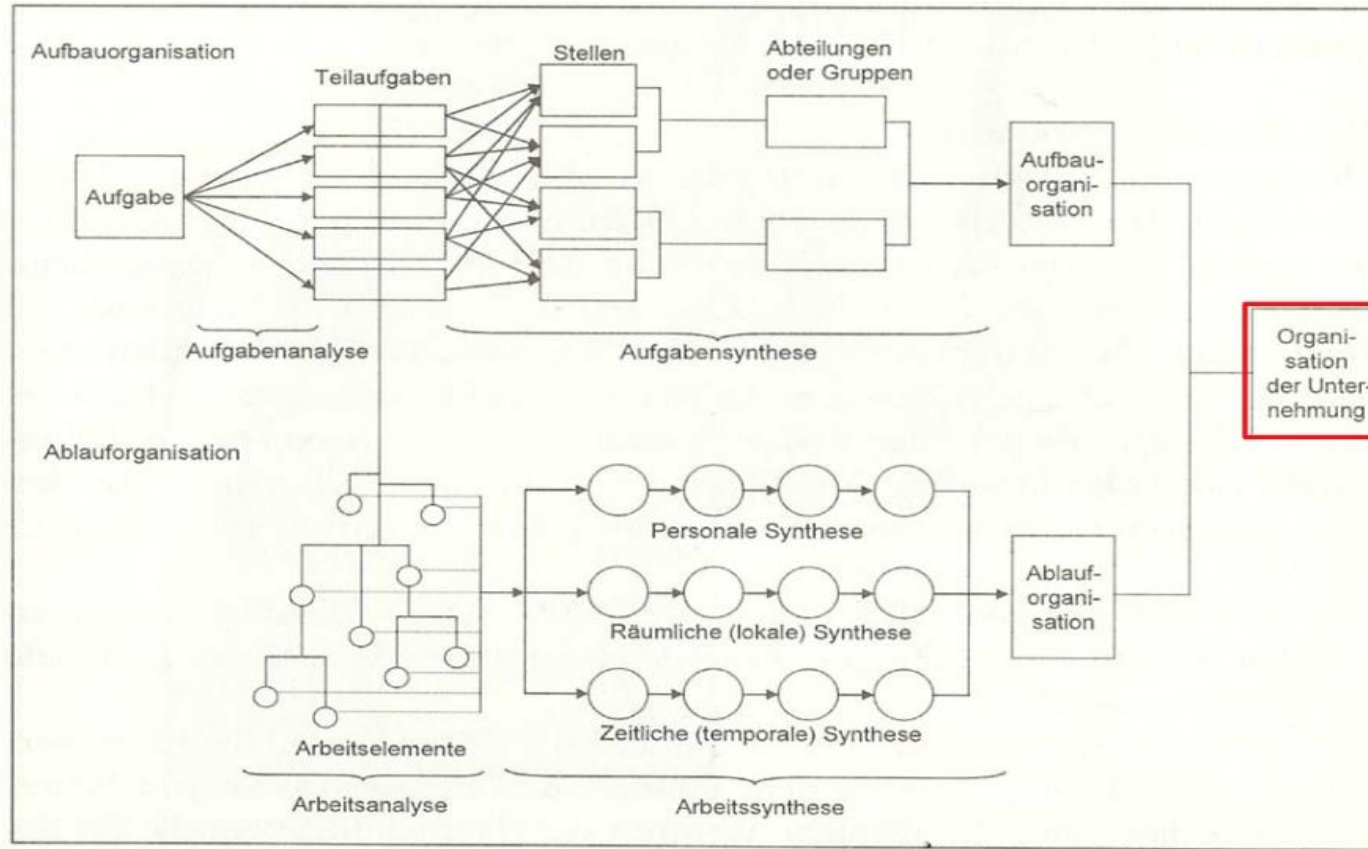 Aufbauorganisation
Teilaufgaben
Stellen
Abteilungen
oder Gruppen
Aufgabe
Aufbau-
organi-
sation
Aufgabenanalyse
Aufgabensynthese
Organi-
sation
der Unter-
nehmung
Ablauforganisation
Personale Synthese
Räumliche (lokale) Synthese
Ablauf-
organi-
sation
Zeitliche (temporale) Synthese
Arbeitselemente
Arbeitsanalyse
Arbeitssynthese